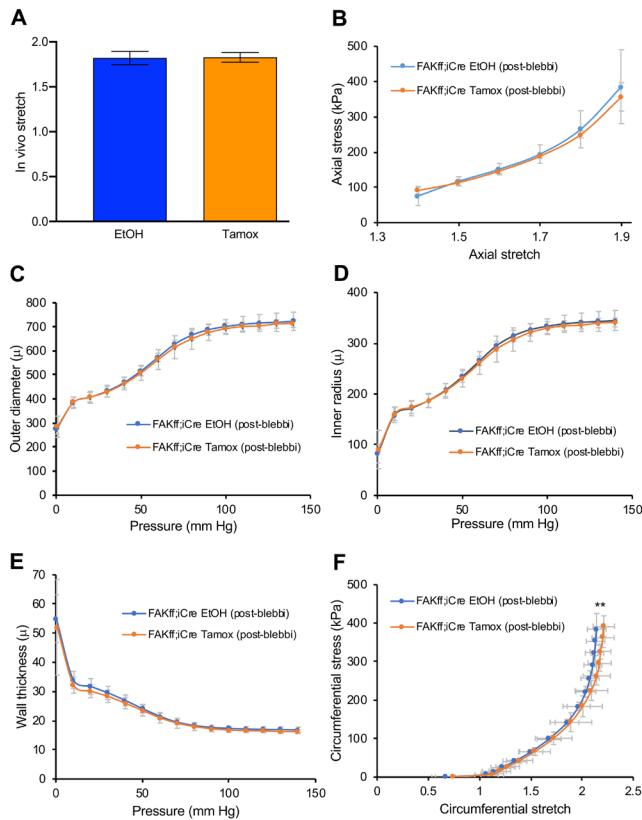 A
2.0
1.5
1.0
0.5
0.0
In vivo stretch
EtOH
Tamox
B
500
400
300
200
100
0
Axial stress (kPa)
FAKff;iCre EtOH (post-blebbi)
FAKff;iCre Tamox (post-blebbi)
1.3
1.5
1.7
1.9
Axial stretch
C
800
700
600
500
400
300
200
100
0
Outer diameter (μ)
FAKff;iCre EtOH (post-blebbi)
FAKff;iCre Tamox (post-blebbi)
0
50
100
150
Pressure (mm Hg)
D
400
300
200
100
0
Inner radius (μ)
FAKff;iCre EtOH (post-blebbi)
FAKff;iCre Tamox (post-blebbi)
0
50
100
150
Pressure (mm Hg)
E
70
60
50
40
30
20
10
0
Wall thickness (μ)
FAKff;iCre EtOH (post-blebbi)
FAKff;iCre Tamox (post-blebbi)
0
50
100
150
Pressure (mm Hg)
F
500
400
300
200
100
0
Circumferential stress (kPa)
FAKff;iCre EtOH (post-blebbi)
FAKff;iCre Tamox (post-blebbi)
**
0
0.5
1
1.5
2
2.5
Circumferential stretch